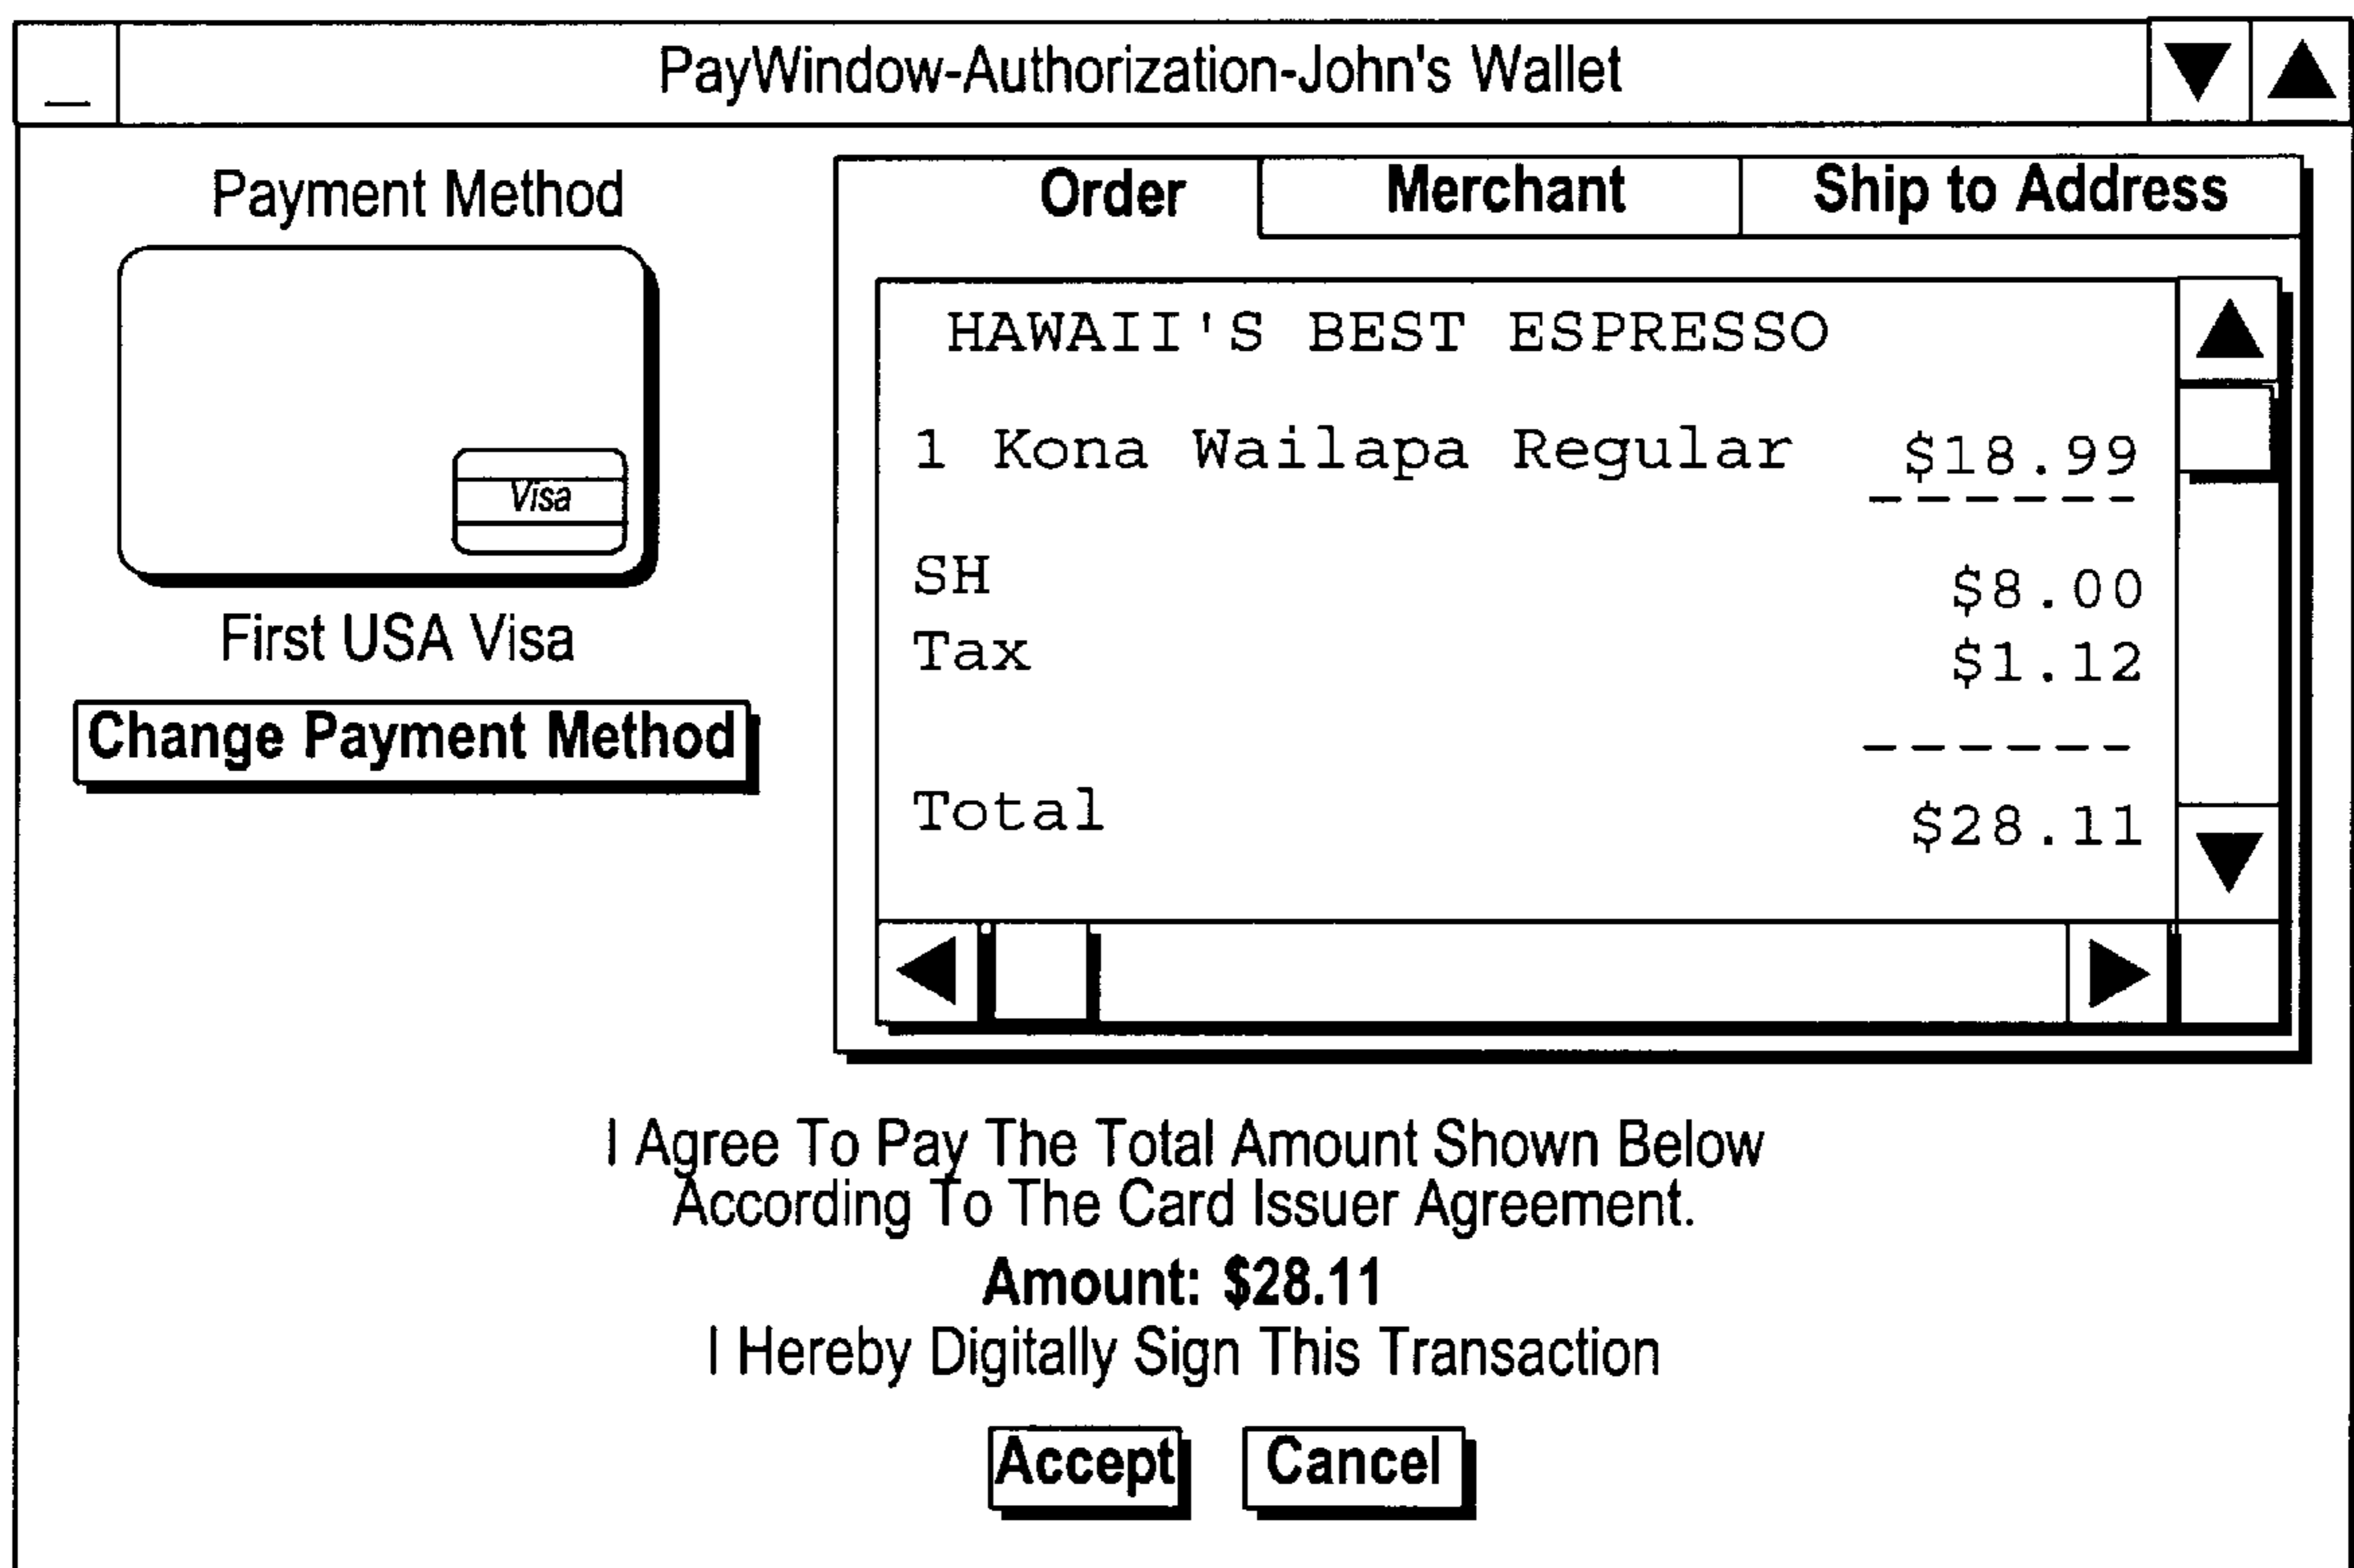 PayWindow-Authorization-John's Wallet
Payment Method
Visa
First USA Visa
Change Payment Method
Order Merchant Ship to Address
HAWAII'S BEST ESPRESSO
1 Kona Wailapa Regular $18.99
------
SH $8.00
Tax $1.12
------
Total $28.11
I Agree To Pay The Total Amount Shown Below
According To The Card Issuer Agreement.
Amount: $28.11
I Hereby Digitally Sign This Transaction
Accept Cancel